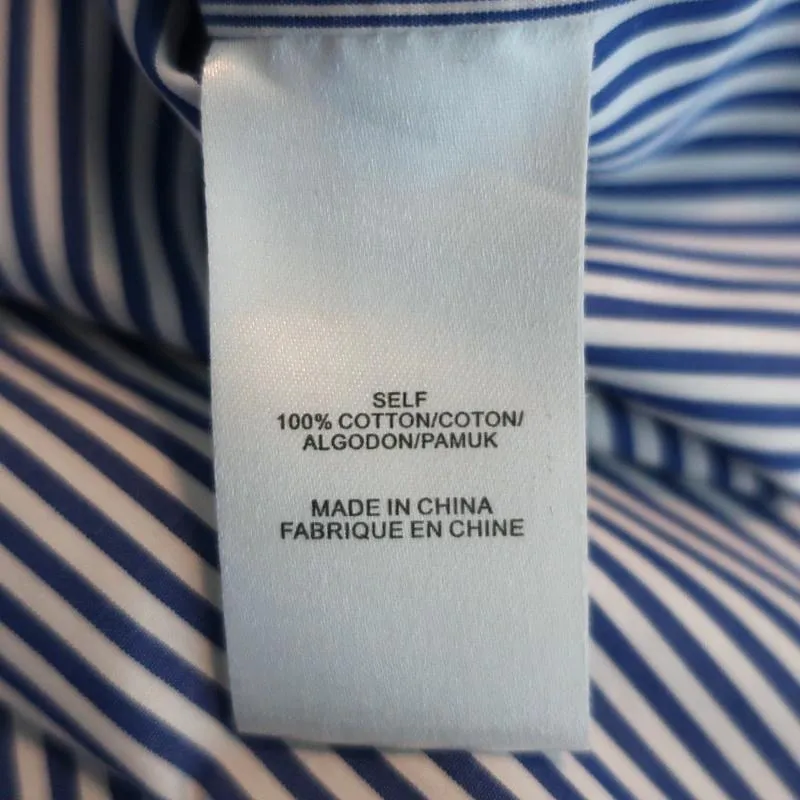 SELF
100% COTTON/COTON/
ALGODON/PAMUK
MADE IN CHINA
FABRIQUE EN CHINE